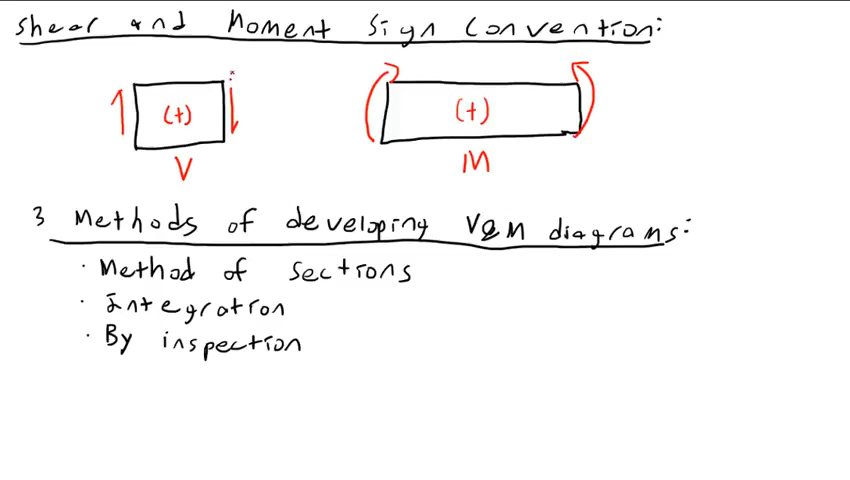 Shear and Moment Sign Convention:
(+) (+)
V M
3 Methods of developing V&M diagrams:
· Method of sections
· Integration
· By inspection